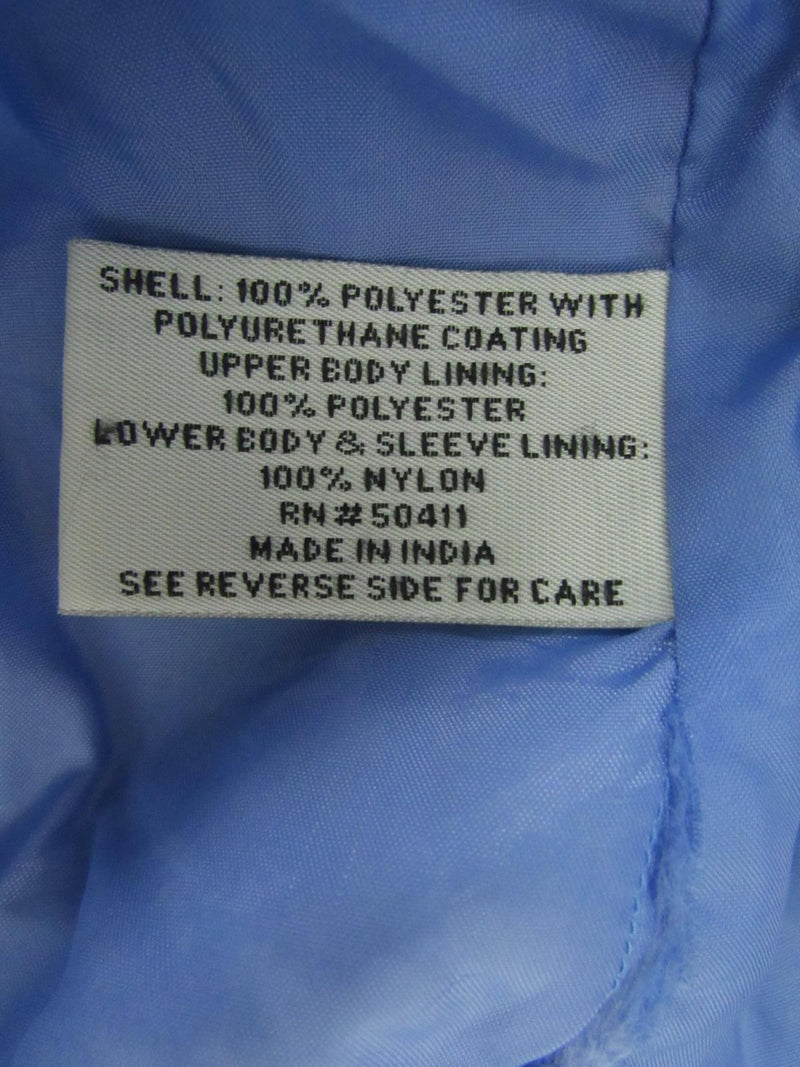 SHELL: 100% POLYESTER WITH
POLYURETHANE COATING
UPPER BODY LINING:
100% POLYESTER
LOWER BODY & SLEEVE LINING:
100% NYLON
RN # 50411
MADE IN INDIA
SEE REVERSE SIDE FOR CARE